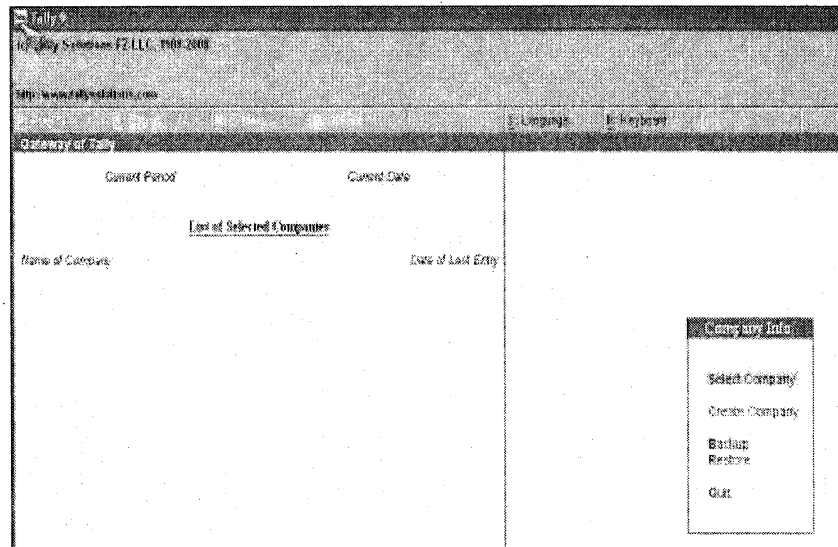 Tally 9
(c) Tally Solutions FZ LLC, 1988-2008
http://www.tallysolutions.com
Language Keyboard
Gateway of Tally
Current Period Current Date
List of Selected Companies
Name of Company Date of Last Entry
Company Info
Select Company
Create Company
Backup
Restore
Quit